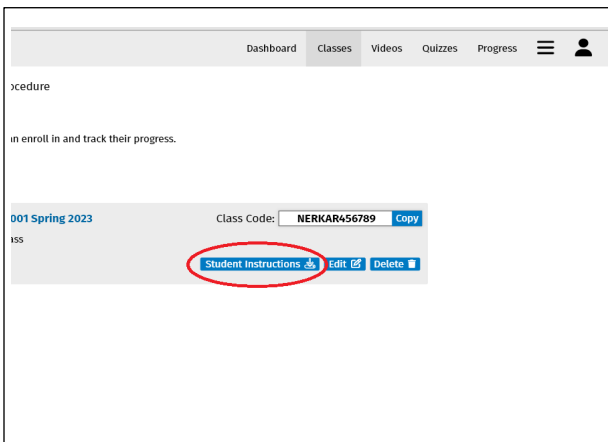 Dashboard Classes Videos Quizzes Progress
ocedure
an enroll in and track their progress.
001 Spring 2023 Class Code: NERKAR456789 Copy
ass
Student Instructions Edit Delete